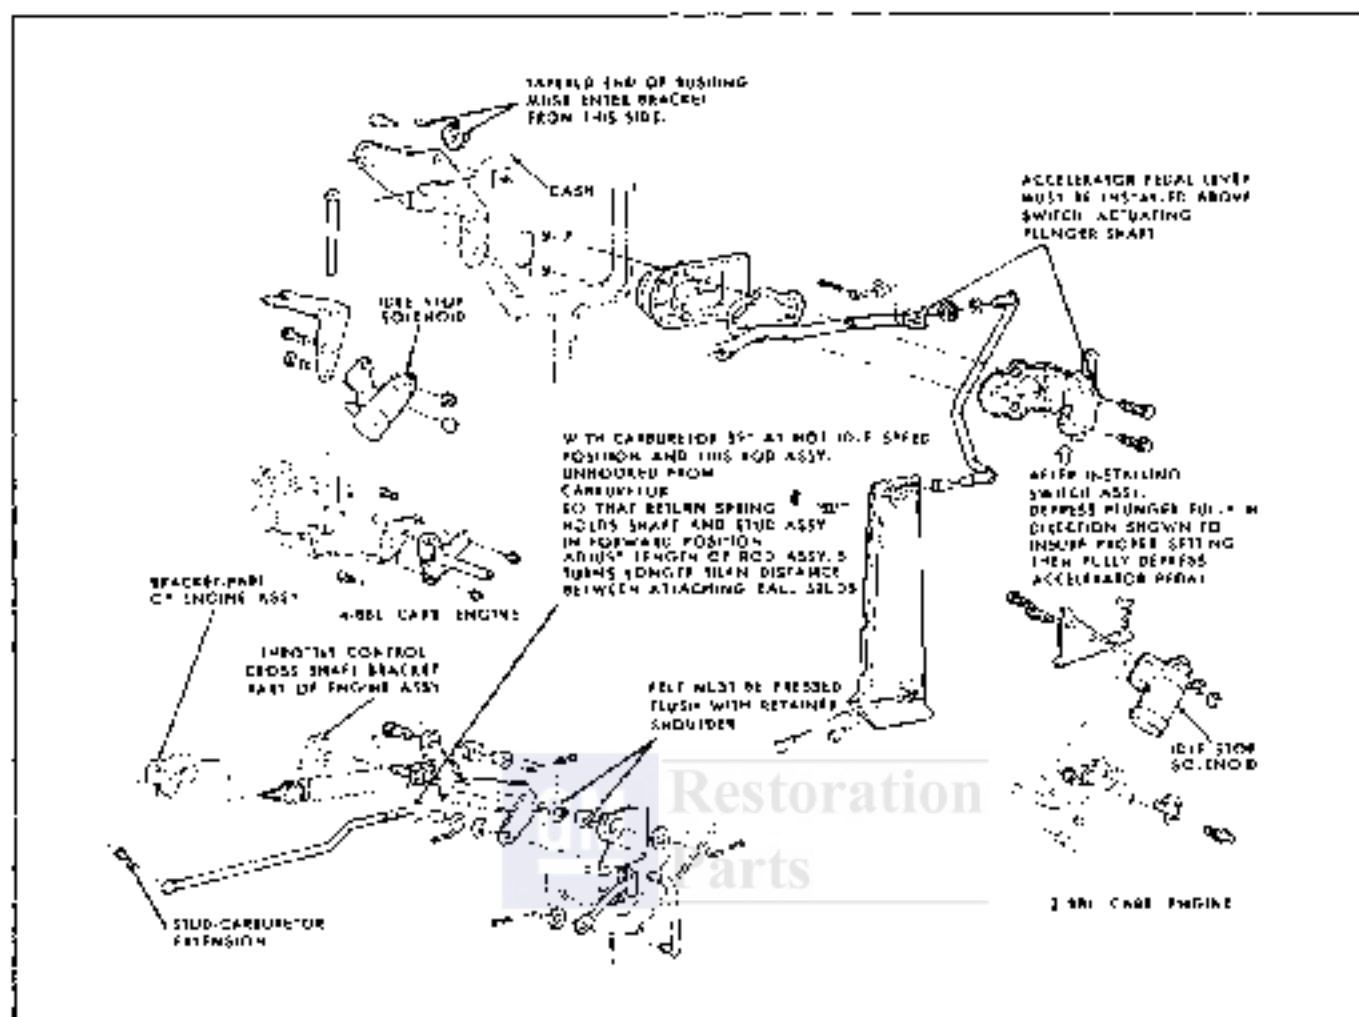 TAPERED END OF BUSHING
MUST ENTER BRACKET
FROM THIS SIDE.
DASH
ACCELERATOR PEDAL LEVER
MUST BE INSTALLED ABOVE
SWITCH ACTUATING
PLUNGER SHAFT
IDLE STOP
SOLENOID
WITH CARBURETOR SET AT HOT IDLE SPEED
POSITION AND THIS ROD ASSY.
UNHOOKED FROM
CARBURETOR
SO THAT RETURN SPRING
HOLDS SHAFT AND STUD ASSY
IN FORWARD POSITION
ADJUST LENGTH OF ROD ASSY.
TURNS LONGER THAN DISTANCE
BETWEEN ATTACHING BALL STUDS
AFTER INSTALLING
SWITCH ASSY.
DEPRESS PLUNGER FULLY IN
DIRECTION SHOWN TO
INSURE PROPER SETTING
THEN FULLY DEPRESS
ACCELERATOR PEDAL
BRACKET-PART
OF ENGINE ASSY
4-BBL CARB ENGINE
THROTTLE CONTROL
CROSS SHAFT BRACKET
PART OF ENGINE ASSY
FELT MUST BE PRESSED
FLUSH WITH RETAINER
SHOULDER
IDLE STOP
SOLENOID
GM
Restoration
Parts
2 BBL CARB ENGINE
STUD-CARBURETOR
EXTENSION